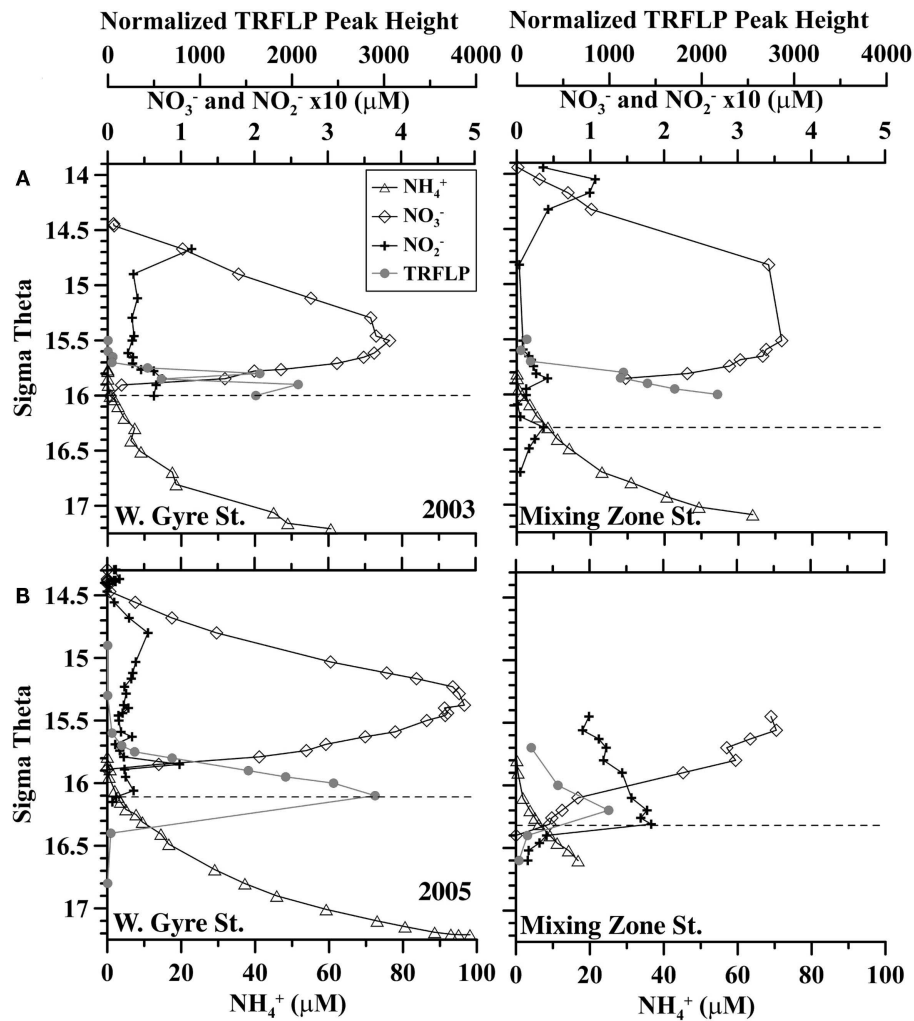 Normalized TRFLP Peak Height
Normalized TRFLP Peak Height
0 1000 2000 3000 4000
0 1000 2000 3000 4000
NO₃⁻ and NO₂⁻ x10 (µM)
NO₃⁻ and NO₂⁻ x10 (µM)
0 1 2 3 4 5
0 1 2 3 4 5
A
Sigma Theta
14
14.5
15
15.5
16
16.5
17
NH₄⁺
NO₃⁻
NO₂⁻
TRFLP
W. Gyre St.
2003
Mixing Zone St.
B
Sigma Theta
14.5
15
15.5
16
16.5
17
W. Gyre St.
2005
Mixing Zone St.
0 20 40 60 80 100
0 20 40 60 80 100
NH₄⁺ (µM)
NH₄⁺ (µM)